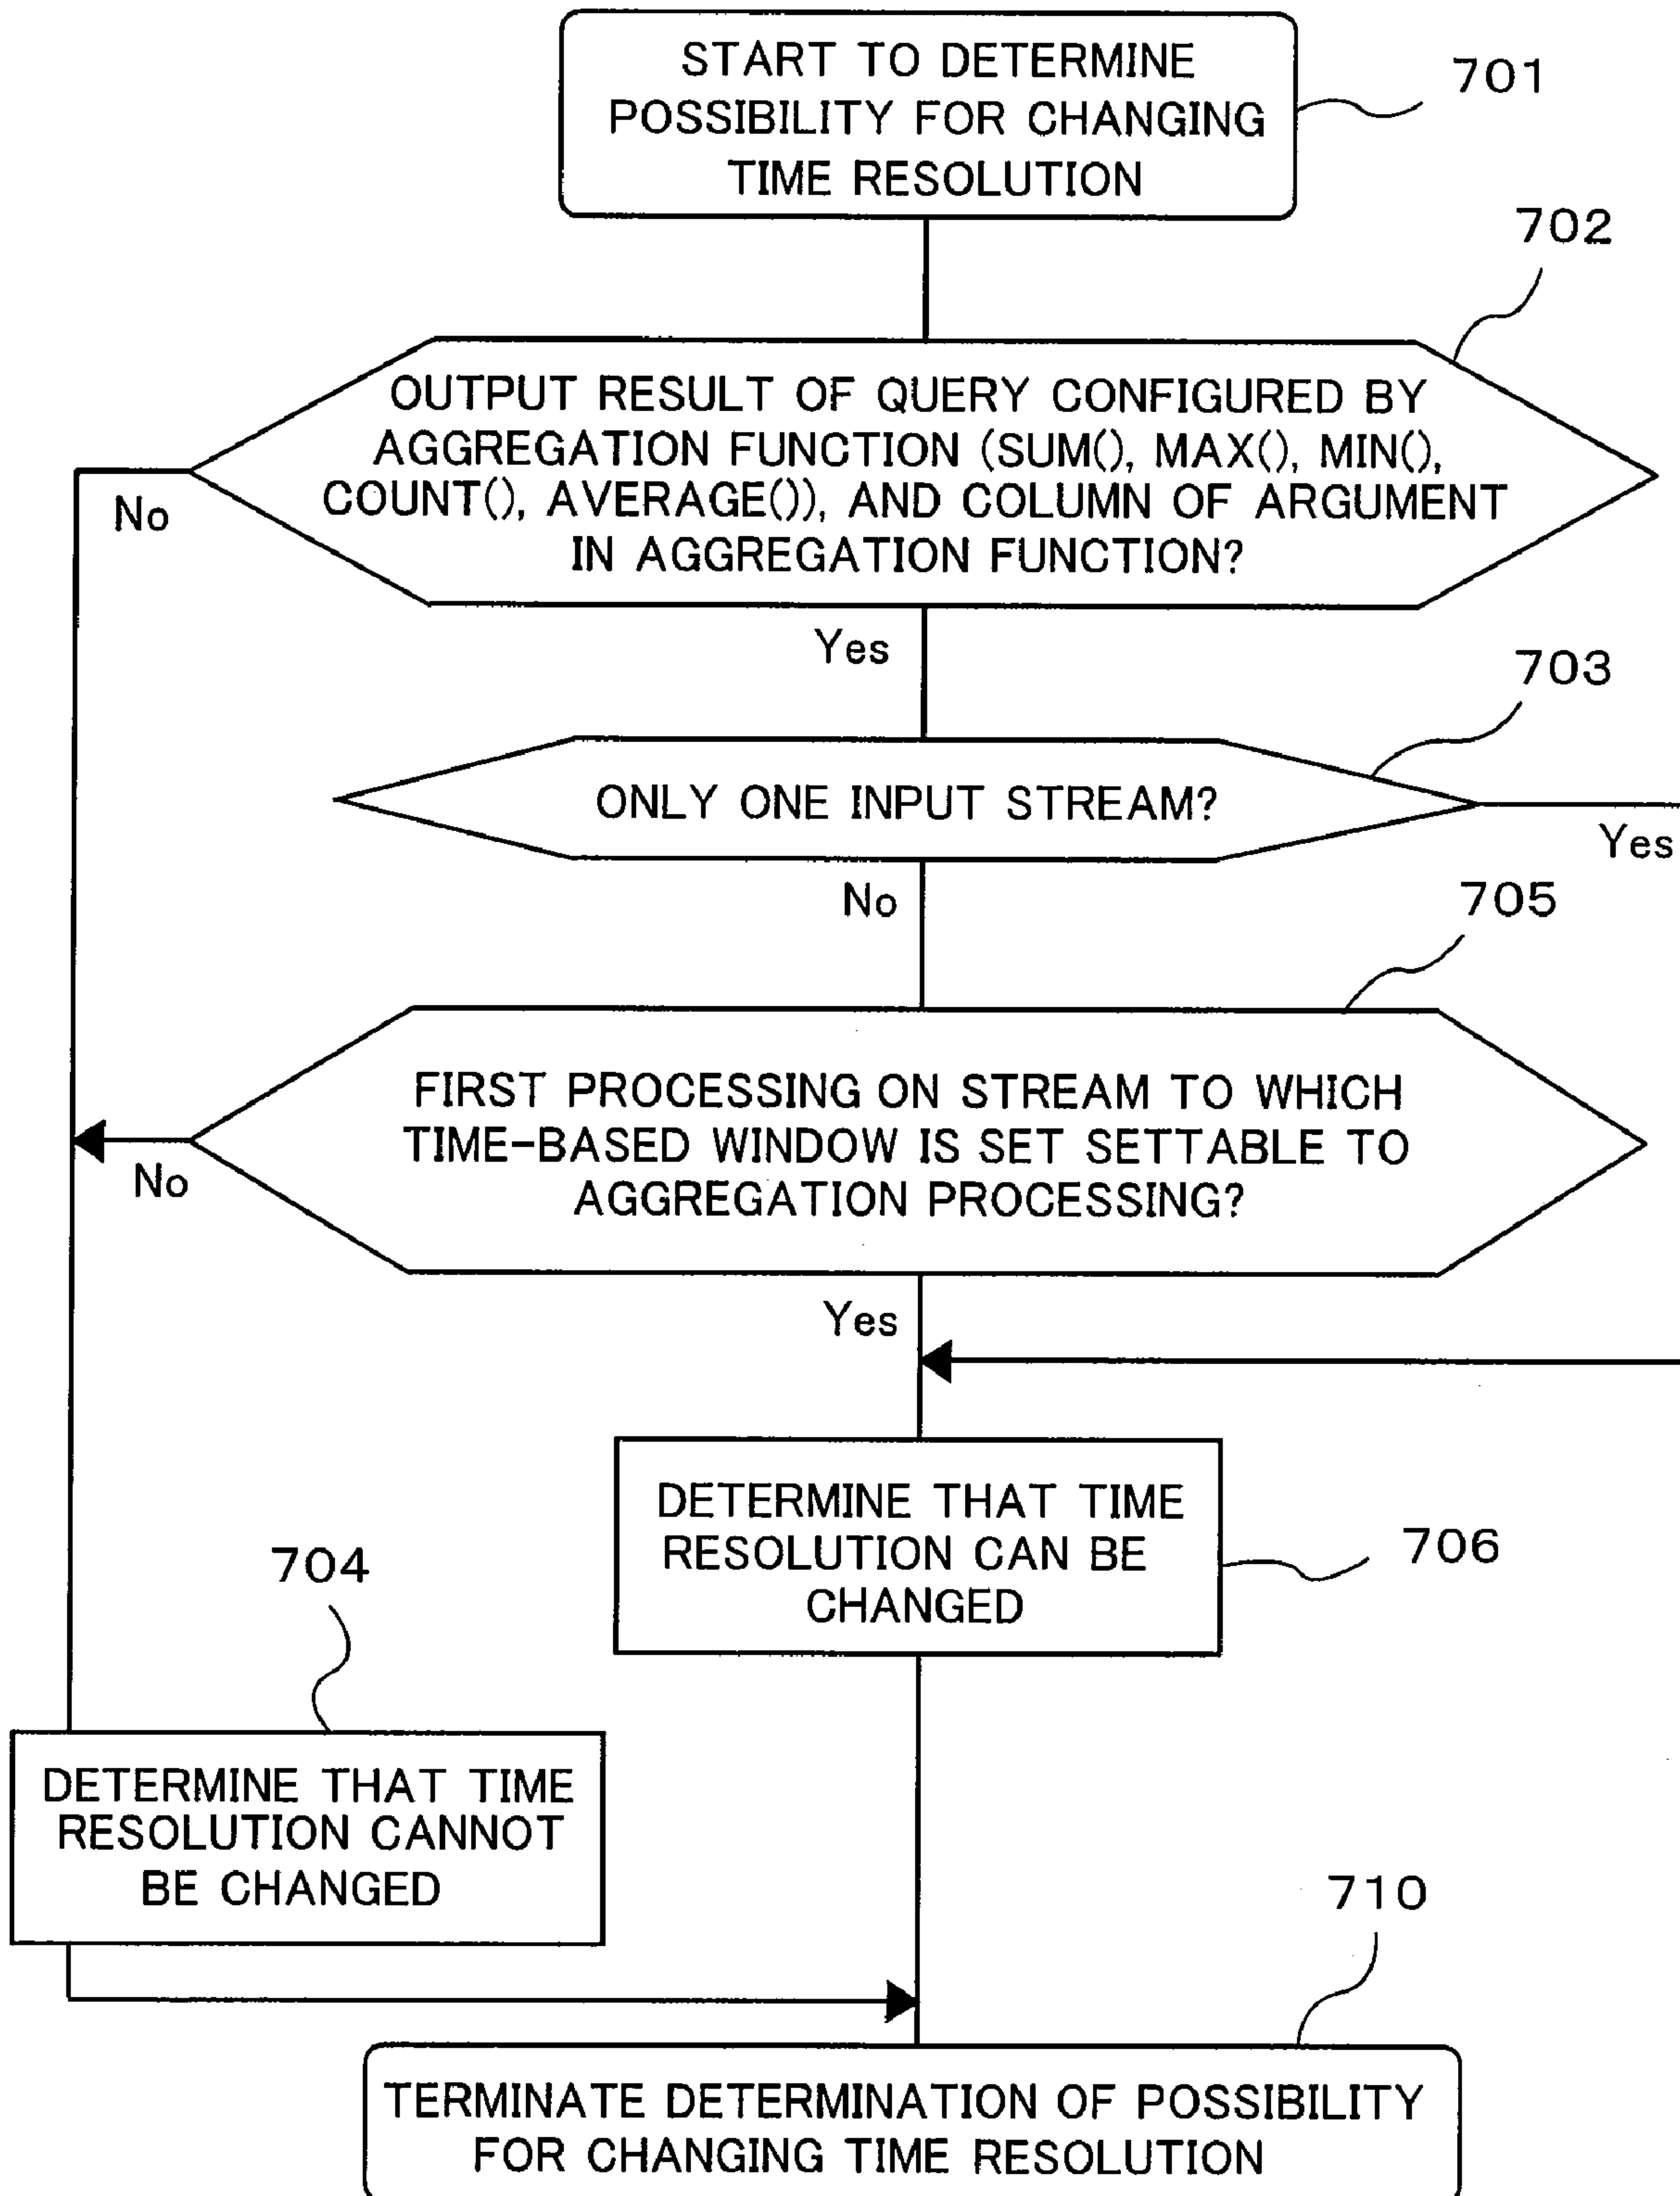 START TO DETERMINE
POSSIBILITY FOR CHANGING
TIME RESOLUTION
701
702
OUTPUT RESULT OF QUERY CONFIGURED BY
AGGREGATION FUNCTION (SUM(), MAX(), MIN(),
COUNT(), AVERAGE()), AND COLUMN OF ARGUMENT
IN AGGREGATION FUNCTION?
No
Yes
703
ONLY ONE INPUT STREAM?
Yes
No
705
FIRST PROCESSING ON STREAM TO WHICH
TIME-BASED WINDOW IS SET SETTABLE TO
AGGREGATION PROCESSING?
No
Yes
DETERMINE THAT TIME
RESOLUTION CAN BE
CHANGED
706
704
DETERMINE THAT TIME
RESOLUTION CANNOT
BE CHANGED
710
TERMINATE DETERMINATION OF POSSIBILITY
FOR CHANGING TIME RESOLUTION